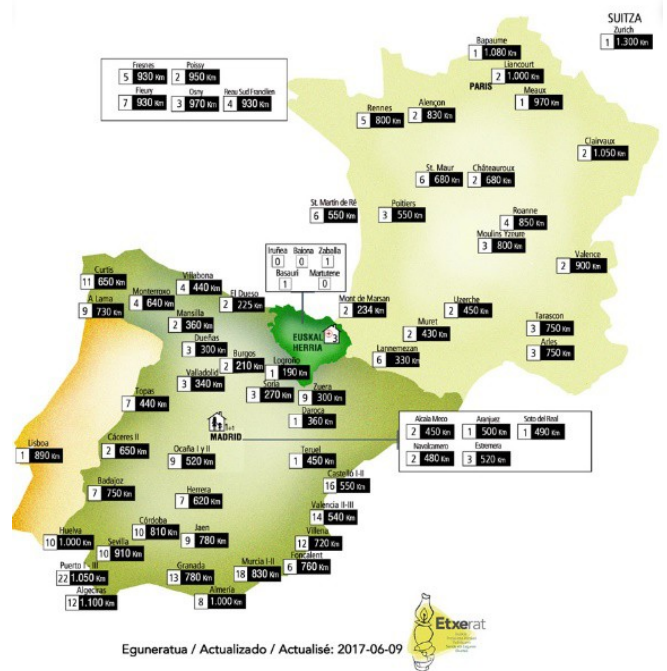 SUITZA
Zurich
1 1.300 Km
Bapaume
1 1.080 Km
Liancourt
2 1.000 Km
PARIS
Meaux
1 970 Km
Fresnes
5 930 Km
Poissy
2 950 Km
Fleury
7 930 Km
Osny
3 970 Km
Reau Sud Francilien
4 930 Km
Rennes
5 800 Km
Alençon
2 830 Km
Clairvaux
2 1.050 Km
St. Maur
6 680 Km
Châteauroux
2 680 Km
St. Martin de Ré
6 550 Km
Poitiers
3 550 Km
Roanne
4 850 Km
Moulins Yzeure
3 800 Km
Valence
2 900 Km
Iruñea
0
Baiona
0
Zaballa
1
Basauri
1
Martutene
0
Curtis
11 650 Km
Villabona
4 440 Km
Monterroxo
4 640 Km
El Dueso
2 225 Km
A Lama
9 730 Km
Mansilla
2 360 Km
EUSKAL
HERRIA
3
Mont de Marsan
2 234 Km
Uzerche
2 450 Km
Muret
2 430 Km
Tarascon
3 750 Km
Arles
3 750 Km
Lannemezan
6 330 Km
Dueñas
3 300 Km
Burgos
2 210 Km
Logroño
1 190 Km
Valladolid
3 340 Km
Soria
3 270 Km
Zuera
9 300 Km
Topas
7 440 Km
Daroca
1 360 Km
MADRID
Alcala Meco
2 450 Km
Aranjuez
1 500 Km
Soto del Real
1 490 Km
Navalcarnero
2 480 Km
Estremera
3 520 Km
Lisboa
1 890 Km
Cáceres II
2 650 Km
Ocaña I y II
9 520 Km
Teruel
1 450 Km
Castelló I-II
16 550 Km
Badajoz
7 750 Km
Herrera
7 620 Km
Valencia II-III
14 540 Km
Córdoba
10 810 Km
Jaen
9 780 Km
Villena
12 720 Km
Huelva
10 1.000 Km
Sevilla
10 910 Km
Foncalent
6 760 Km
Puerto I - III
22 1.050 Km
Granada
13 780 Km
Murcia I-II
18 830 Km
Algeciras
12 1.100 Km
Almería
8 1.000 Km
Etxerat
Eguneratua / Actualizado / Actualisé: 2017-06-09